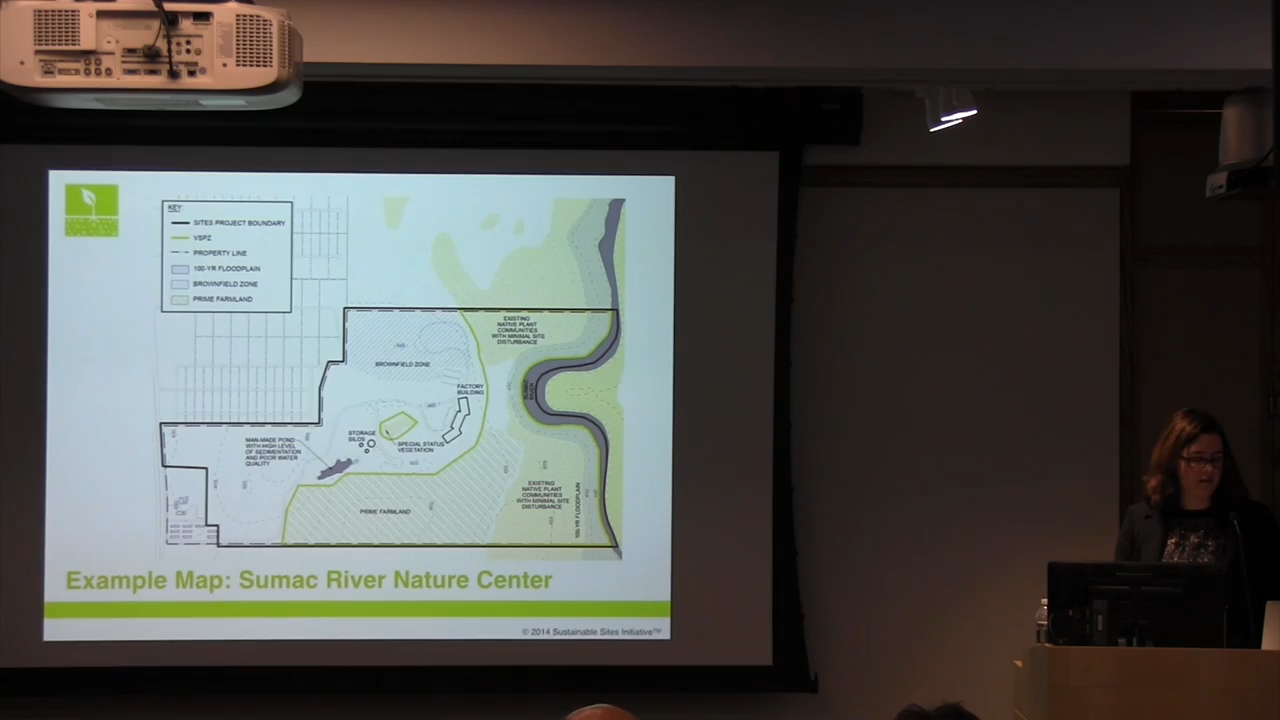 KEY:
SITES PROJECT BOUNDARY
VSPZ
PROPERTY LINE
100-YR FLOODPLAIN
BROWNFIELD ZONE
PRIME FARMLAND
EXISTING
NATIVE PLANT
COMMUNITIES
WITH MINIMAL SITE
DISTURBANCE
BROWNFIELD ZONE
FACTORY
BUILDING
SUMAC
RIVER
STORAGE
SILOS
SPECIAL STATUS
VEGETATION
MAN-MADE POND
WITH HIGH LEVEL
OF SEDIMENTATION
AND POOR WATER
QUALITY
EXISTING
NATIVE PLANT
COMMUNITIES
WITH MINIMAL SITE
DISTURBANCE
100-YR FLOODPLAIN
PRIME FARMLAND
Example Map: Sumac River Nature Center
© 2014 Sustainable Sites Initiative™